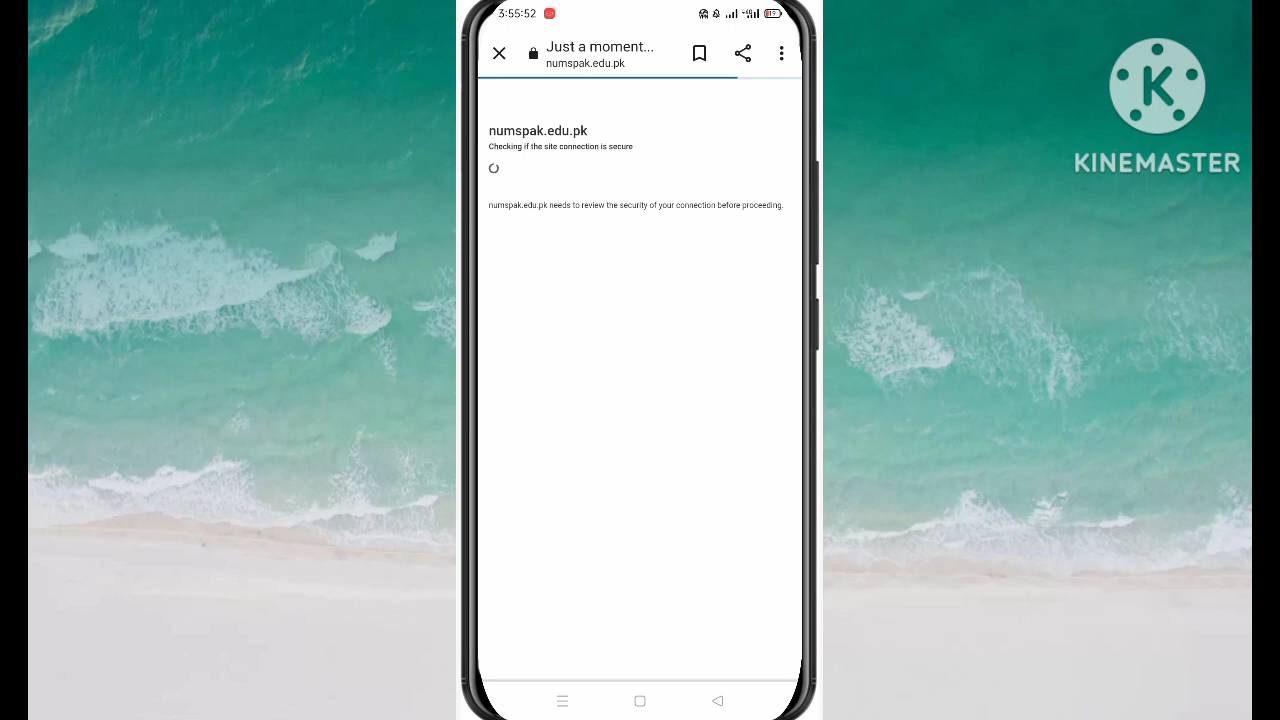 3:55:52
Just a moment...
numspak.edu.pk
numspak.edu.pk
Checking if the site connection is secure
numspak.edu.pk needs to review the security of your connection before proceeding.
K
KINEMASTER